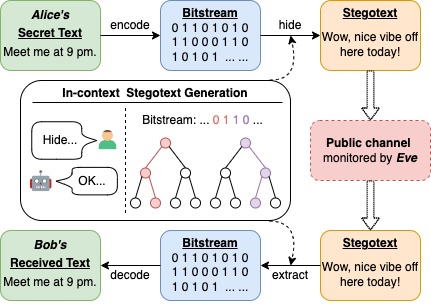 Alice's
Secret Text
Meet me at 9 pm.
encode
Bitstream
0 1 1 0 1 0 1 0
1 1 0 0 0 1 1 0
1 0 1 0 1 ... ...
hide
Stegotext
Wow, nice vibe off
here today!
In-context Stegotext Generation
Hide...
OK...
Bitstream: ... 0 1 1 0 ...
Public channel
monitored by Eve
Bob's
Received Text
Meet me at 9 pm.
decode
Bitstream
0 1 1 0 1 0 1 0
1 1 0 0 0 1 1 0
1 0 1 0 1 ... ...
extract
Stegotext
Wow, nice vibe off
here today!